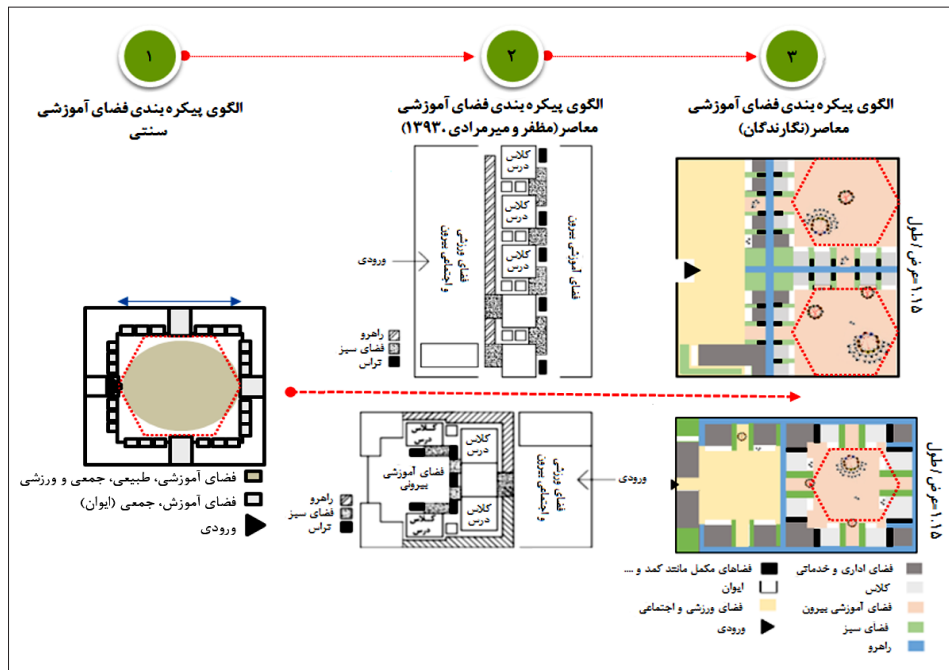 ۱
۲
۳
الگوی پیکره بندی فضای آموزشی
سنتی
الگوی پیکره بندی فضای آموزشی
معاصر(مظفر و میرمرادی ،۱۳۹۳)
الگوی پیکره بندی فضای آموزشی
معاصر(نگارندگان)
کلاس
درس
کلاس
درس
کلاس
درس
فضای ورزشی
و اجتماعی بیرون
فضای آموزشی بیرون
ورودی
راهرو
فضای سبز
تراس
عرض / طول=۱.۱۵
فضای آموزشی، طبیعی، جمعی و ورزشی
فضای آموزش، جمعی (ایوان)
ورودی
کلاس
درس
کلاس
درس
فضای آموزشی
بیرونی
کلاس
درس
کلاس
درس
فضای ورزشی
و اجتماعی بیرون
ورودی
راهرو
فضای سبز
تراس
عرض / طول=۱.۱۵
فضای اداری و خدماتی
کلاس
فضای آموزشی بیرون
فضای سبز
راهرو
فضاهای مکمل مانند کمد و ....
ایوان
فضای ورزشی و اجتماعی
ورودی